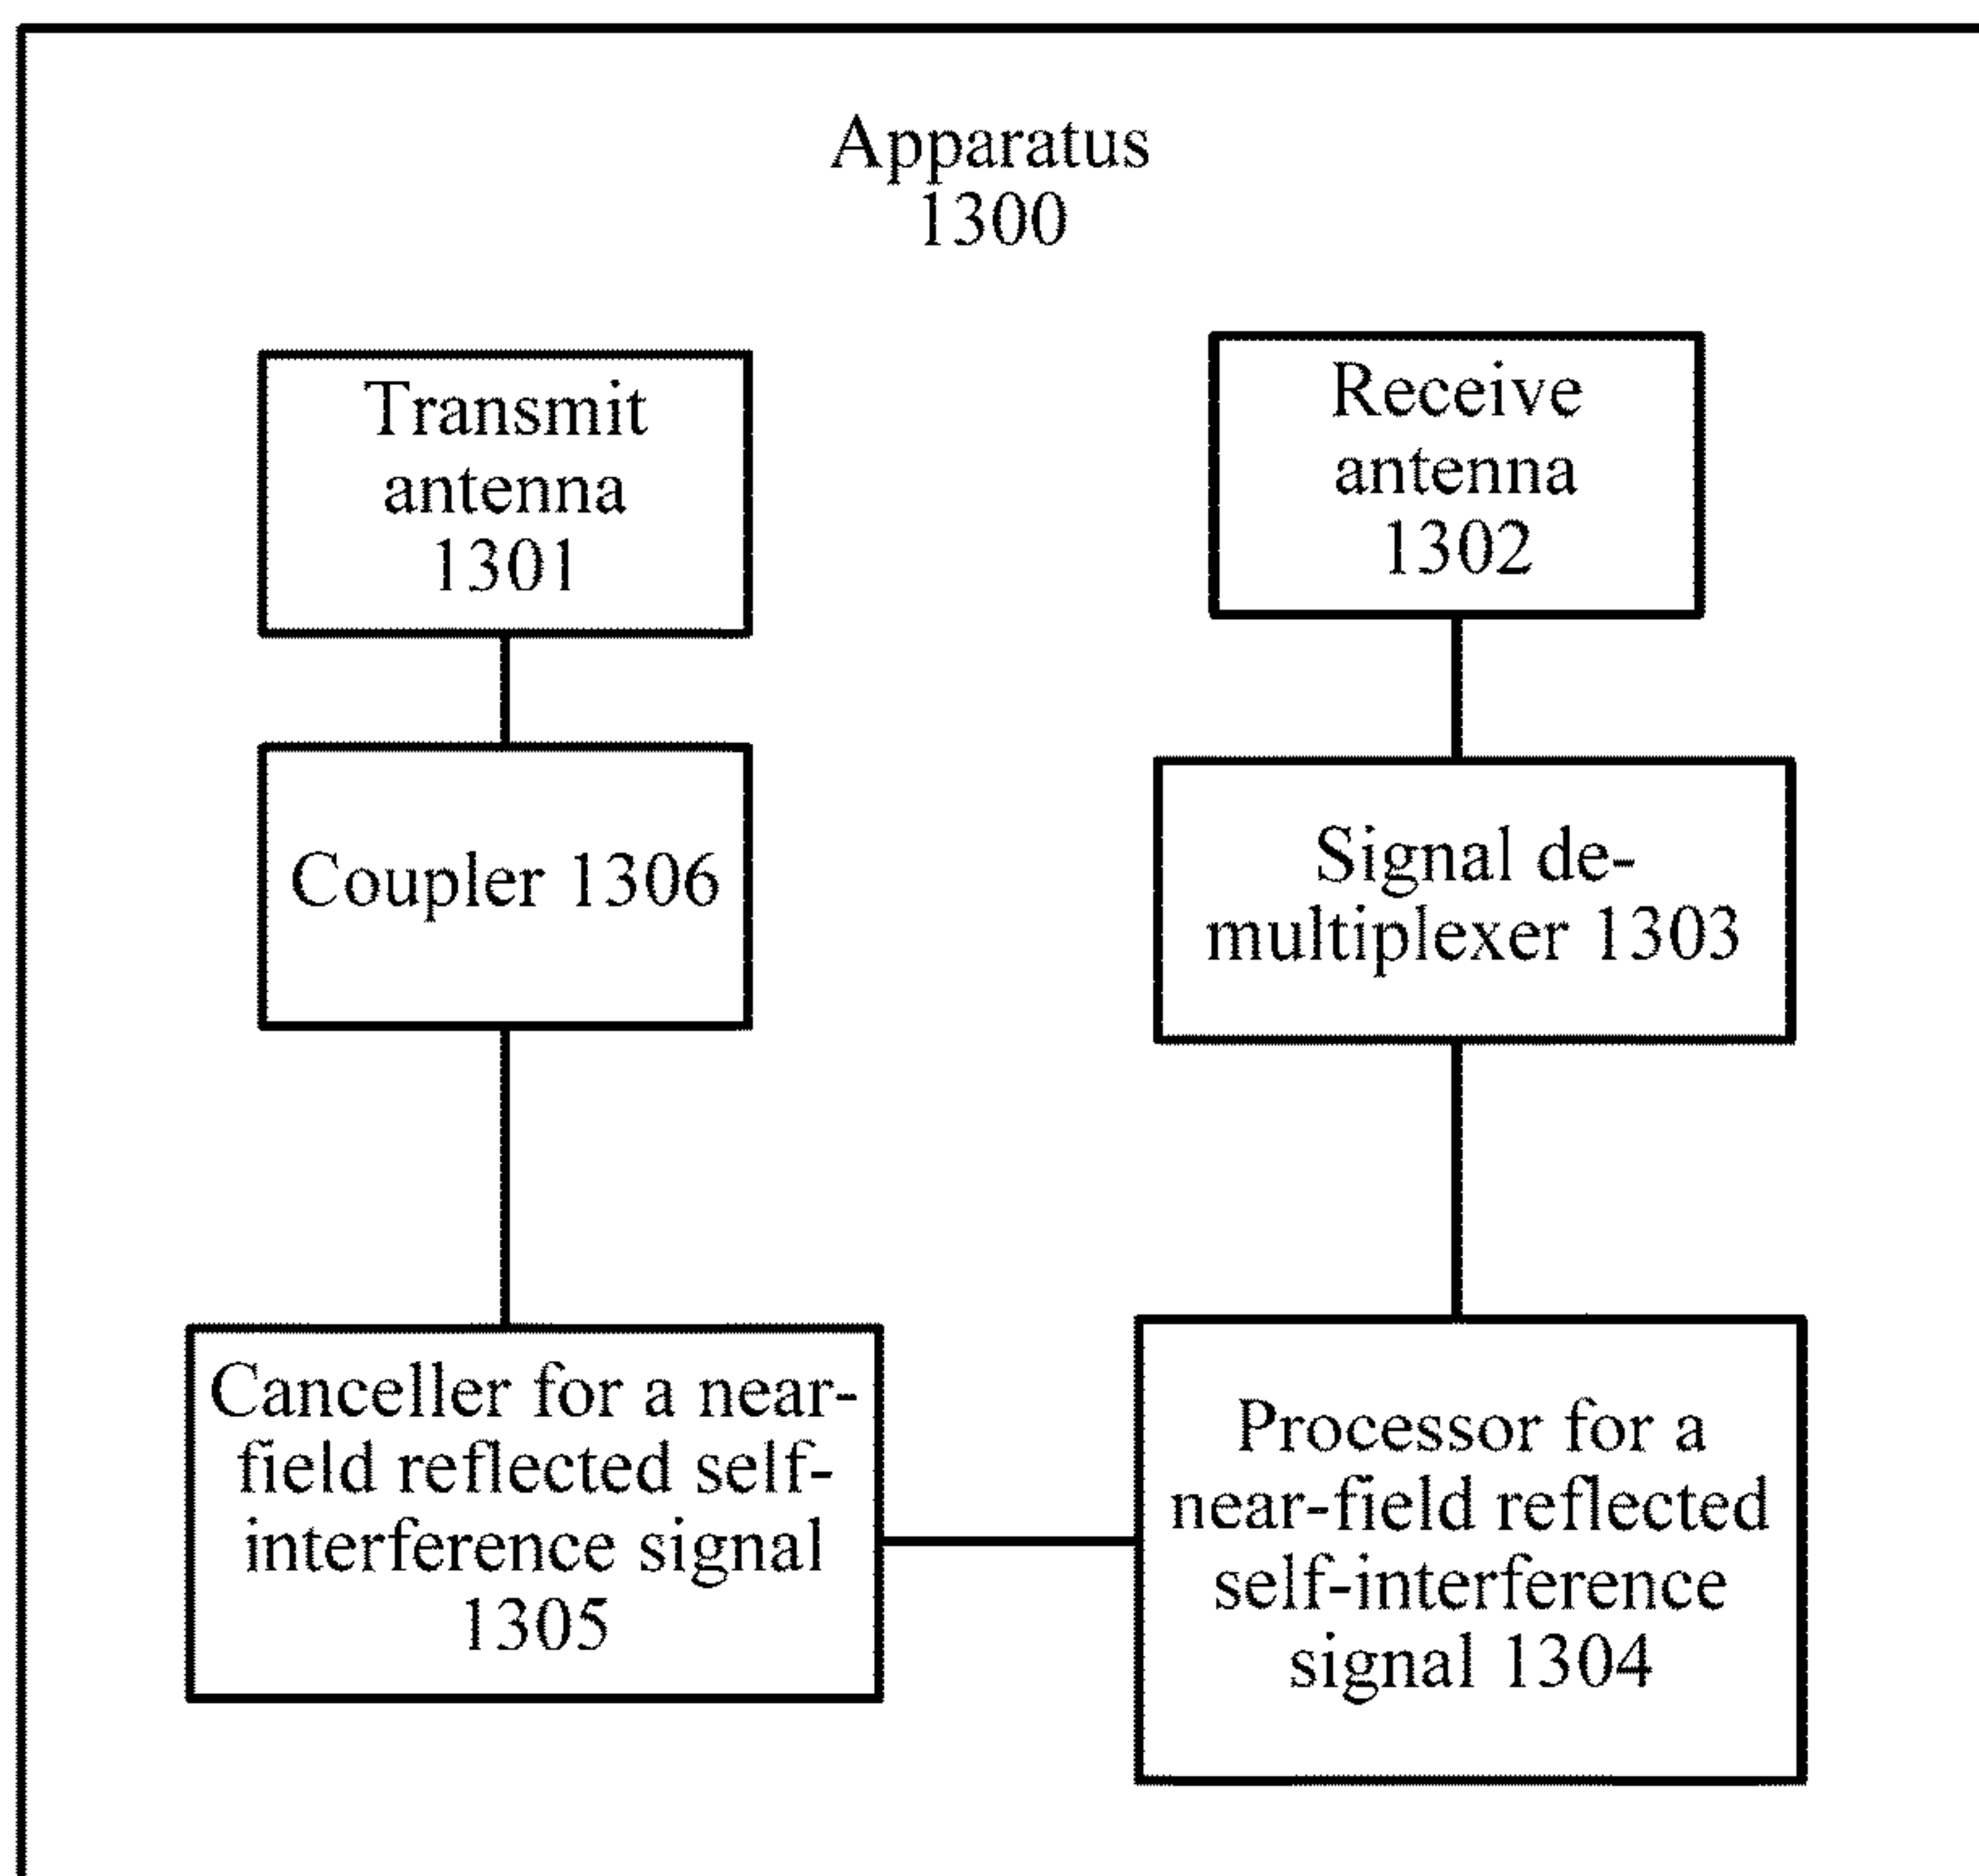 Apparatus
1300
Transmit
antenna
1301
Receive
antenna
1302
Coupler 1306
Signal de-
multiplexer 1303
Canceller for a near-
field reflected self-
interference signal
1305
Processor for a
near-field reflected
self-interference
signal 1304